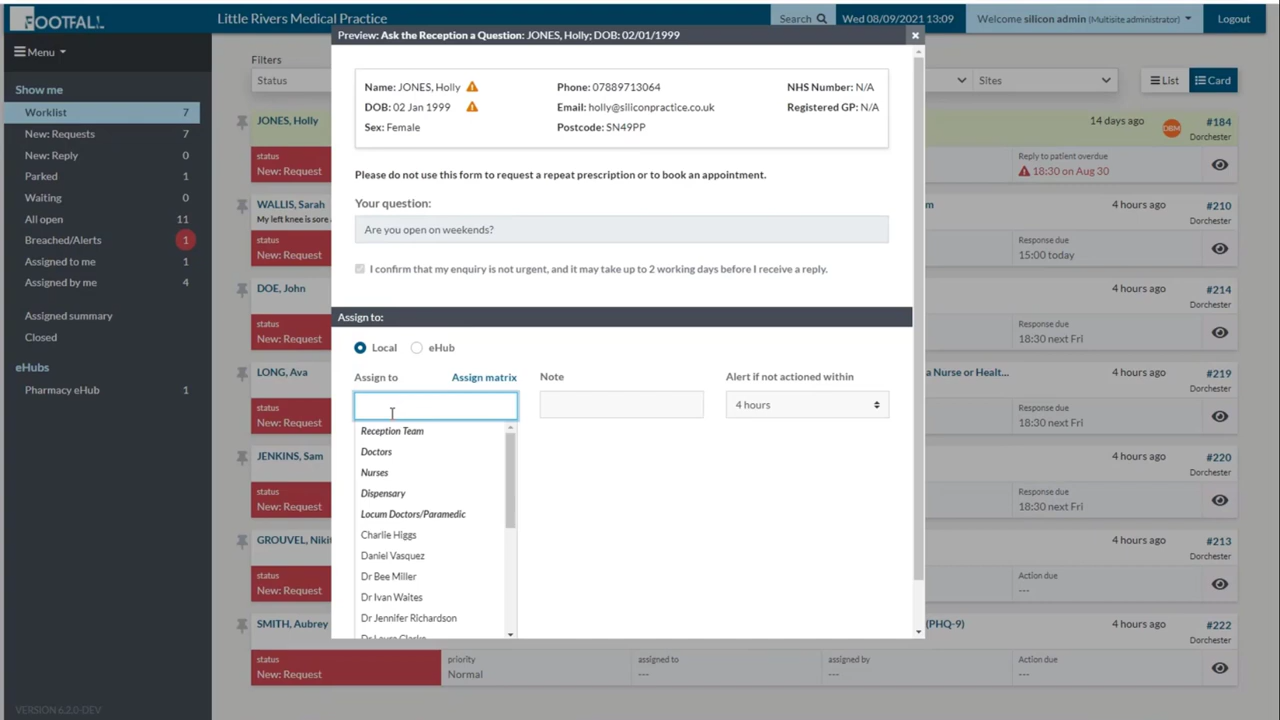 FOOTFALL
Little Rivers Medical Practice
Search
Wed 08/09/2021 13:09
Welcome silicon admin (Multisite administrator)
Logout
Menu
Show me
Worklist 7
New: Requests 7
New: Reply 0
Parked 1
Waiting 0
All open 11
Breached/Alerts 1
Assigned to me 1
Assigned by me 4
Assigned summary
Closed
eHubs
Pharmacy eHub 1
VERSION 6.2.0-DEV
Filters
Status
Sites
List
Card
Preview: Ask the Reception a Question: JONES, Holly; DOB: 02/01/1999
×
Name: JONES, Holly
Phone: 07889713064
NHS Number: N/A
DOB: 02 Jan 1999
Email: holly@siliconpractice.co.uk
Registered GP: N/A
Sex: Female
Postcode: SN49PP
Please do not use this form to request a repeat prescription or to book an appointment.
Your question:
Are you open on weekends?
I confirm that my enquiry is not urgent, and it may take up to 2 working days before I receive a reply.
Assign to:
Local
eHub
Assign to
Assign matrix
Note
Alert if not actioned within
4 hours
Reception Team
Doctors
Nurses
Dispensary
Locum Doctors/Paramedic
Charlie Higgs
Daniel Vasquez
Dr Bee Miller
Dr Ivan Waites
Dr Jennifer Richardson
JONES, Holly
14 days ago
DBM
#184
Dorchester
status
New: Request
Reply to patient overdue
18:30 on Aug 30
WALLIS, Sarah
My left knee is sore
4 hours ago
#210
Dorchester
status
New: Request
Response due
15:00 today
DOE, John
4 hours ago
#214
Dorchester
status
New: Request
Response due
18:30 next Fri
LONG, Ava
a Nurse or Healt...
4 hours ago
#219
Dorchester
status
New: Request
Response due
18:30 next Fri
JENKINS, Sam
4 hours ago
#220
Dorchester
status
New: Request
Response due
18:30 next Fri
GROUVEL, Niki
4 hours ago
#213
Dorchester
status
New: Request
Action due
---
SMITH, Aubrey
(PHQ-9)
4 hours ago
#222
Dorchester
status
New: Request
priority
Normal
assigned to
---
assigned by
---
Action due
---